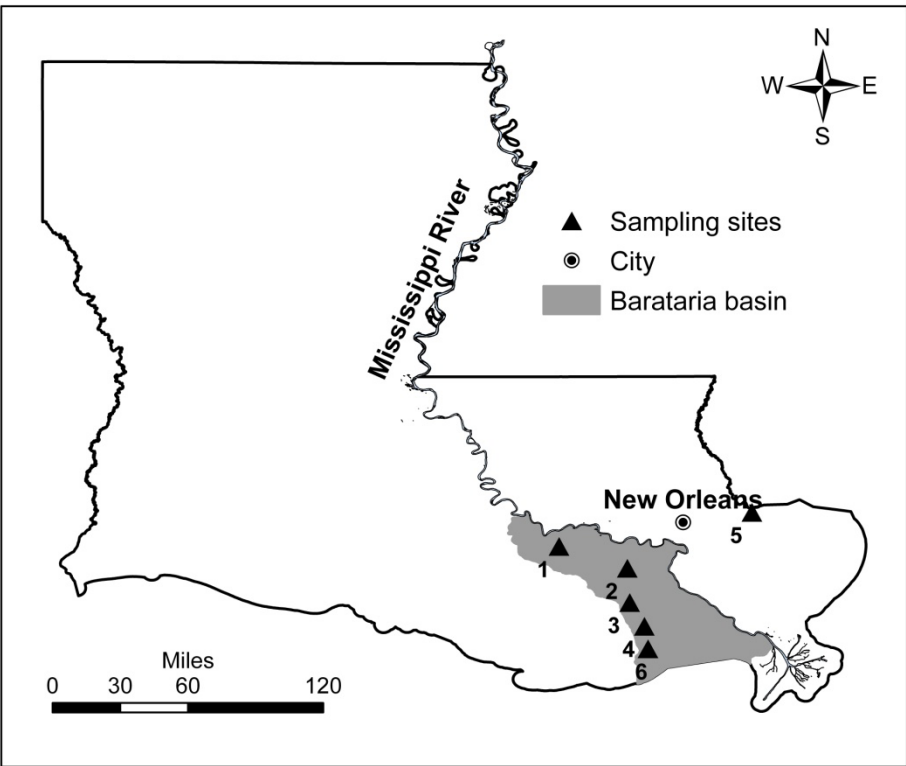 N
W E
S
Mississippi River
Sampling sites
City
Barataria basin
New Orleans
5
1
2
3
4
6
Miles
0 30 60 120